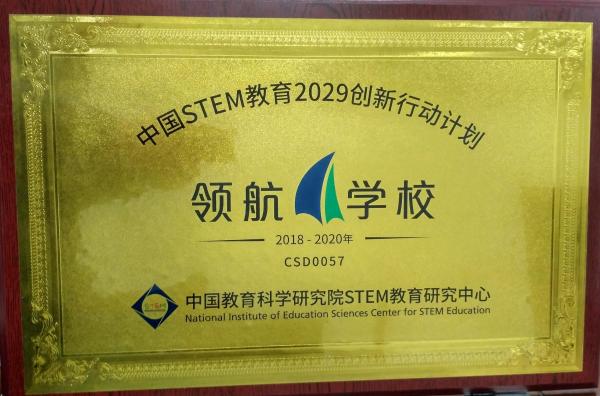 中国STEM教育2029创新行动计划
领航学校
2018 - 2020年
CSD0057
STEM
中国教育科学研究院STEM教育研究中心
National Institute of Education Sciences Center for STEM Education